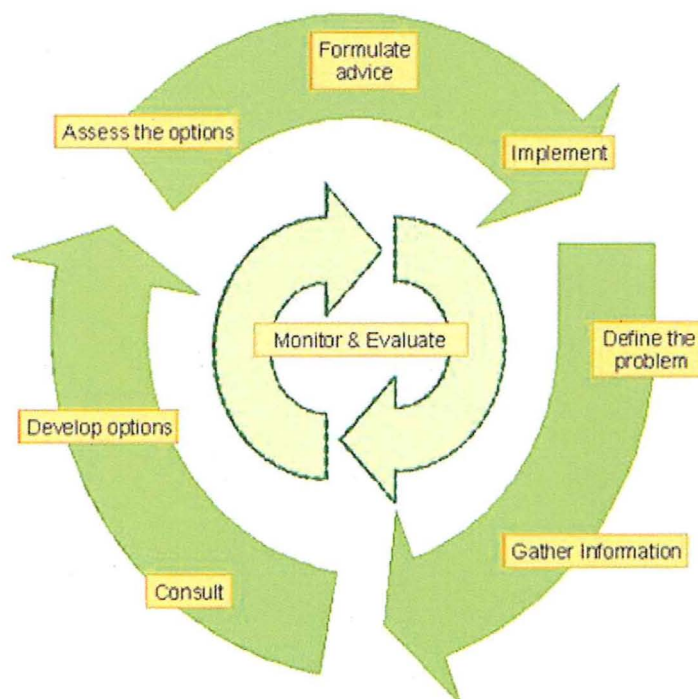 Formulate
advice
Assess the options
Implement
Monitor & Evaluate
Define the
problem
Develop options
Gather Information
Consult